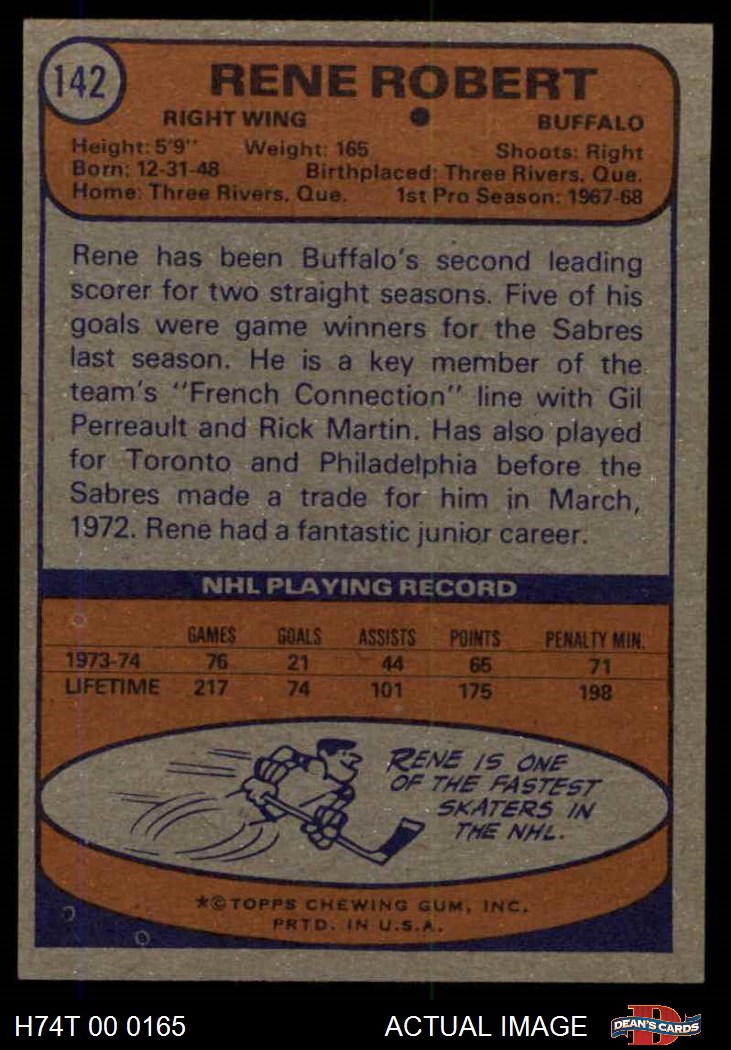 142
RENE ROBERT
RIGHT WING BUFFALO
Height: 5'9" Weight: 165 Shoots: Right
Born: 12-31-48 Birthplaced: Three Rivers, Que.
Home: Three Rivers, Que. 1st Pro Season: 1967-68
Rene has been Buffalo's second leading
scorer for two straight seasons. Five of his
goals were game winners for the Sabres
last season. He is a key member of the
team's "French Connection" line with Gil
Perreault and Rick Martin. Has also played
for Toronto and Philadelphia before the
Sabres made a trade for him in March,
1972. Rene had a fantastic junior career.
NHL PLAYING RECORD
GAMES GOALS ASSISTS POINTS PENALTY MIN.
1973-74 76 21 44 65 71
LIFETIME 217 74 101 175 198
RENE IS ONE
OF THE FASTEST
SKATERS IN
THE NHL.
*© TOPPS CHEWING GUM, INC.
PRTD. IN U.S.A.
H74T 00 0165 ACTUAL IMAGE D DEAN'S CARDS